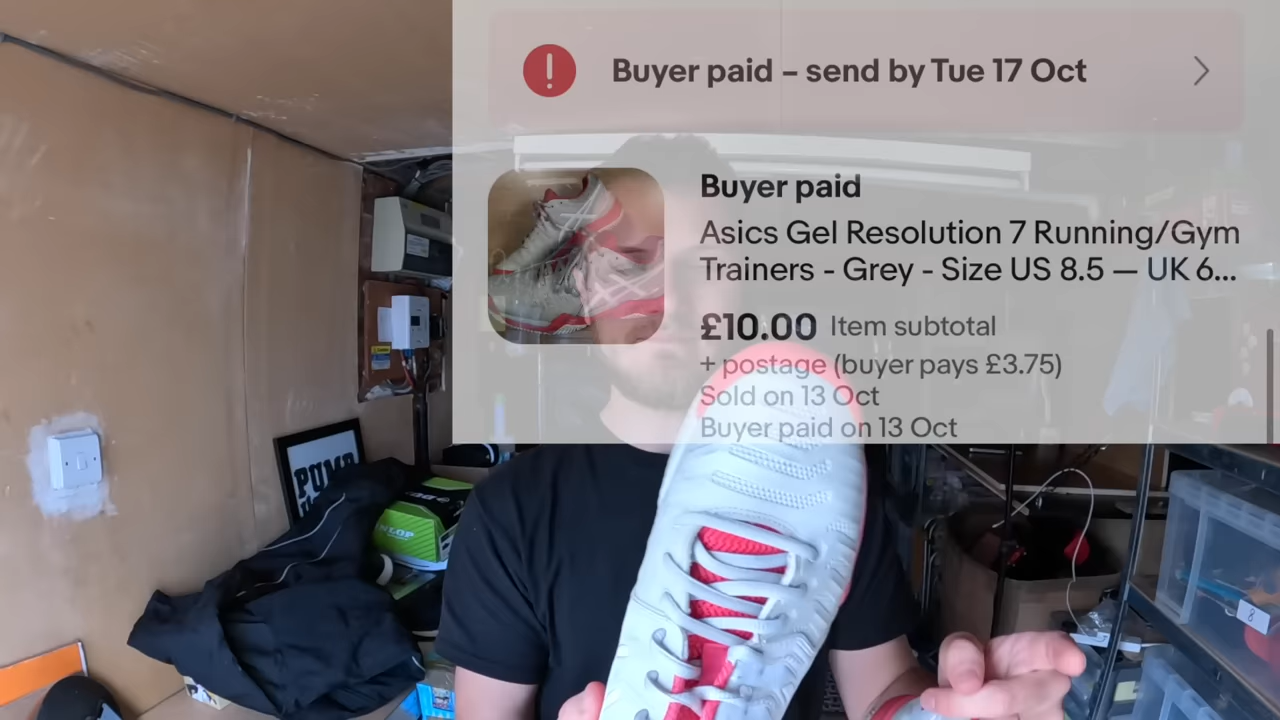 Buyer paid – send by Tue 17 Oct
Buyer paid
Asics Gel Resolution 7 Running/Gym
Trainers - Grey - Size US 8.5 — UK 6...
£10.00 Item subtotal
+ postage (buyer pays £3.75)
Sold on 13 Oct
Buyer paid on 13 Oct
PUMP
8